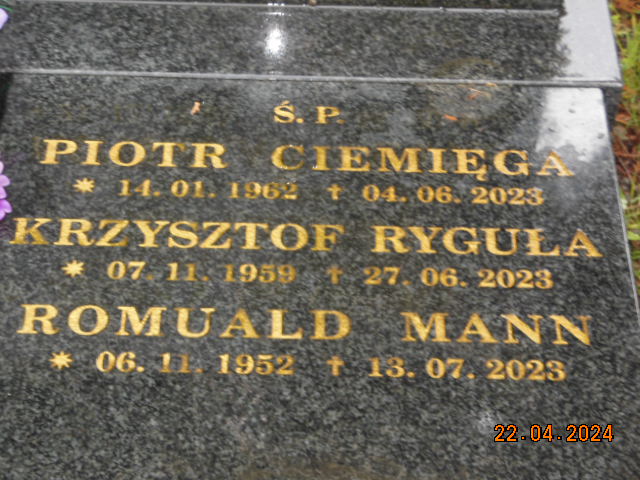 Ś. P.
PIOTR CIEMIĘGA
* 14. 01. 1962 † 04. 06. 2023
KRZYSZTOF RYGUŁA
* 07. 11. 1959 † 27. 06. 2023
ROMUALD MANN
* 06. 11. 1952 † 13. 07. 2023
22.04.2024